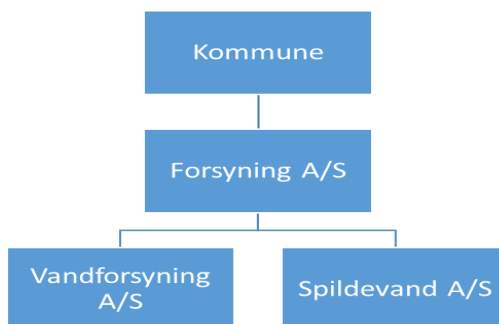 Kommune
Forsyning A/S
Vandforsyning
A/S
Spildevand A/S